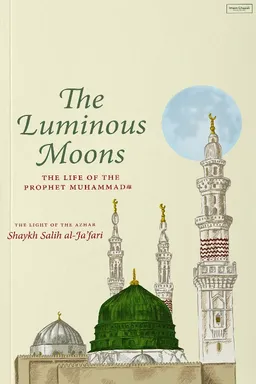 The
Luminous
Moons
THE LIFE OF THE
PROPHET MUHAMMAD ﷺ
THE LIGHT OF THE AZHAR
Shaykh Salih al-Ja'fari